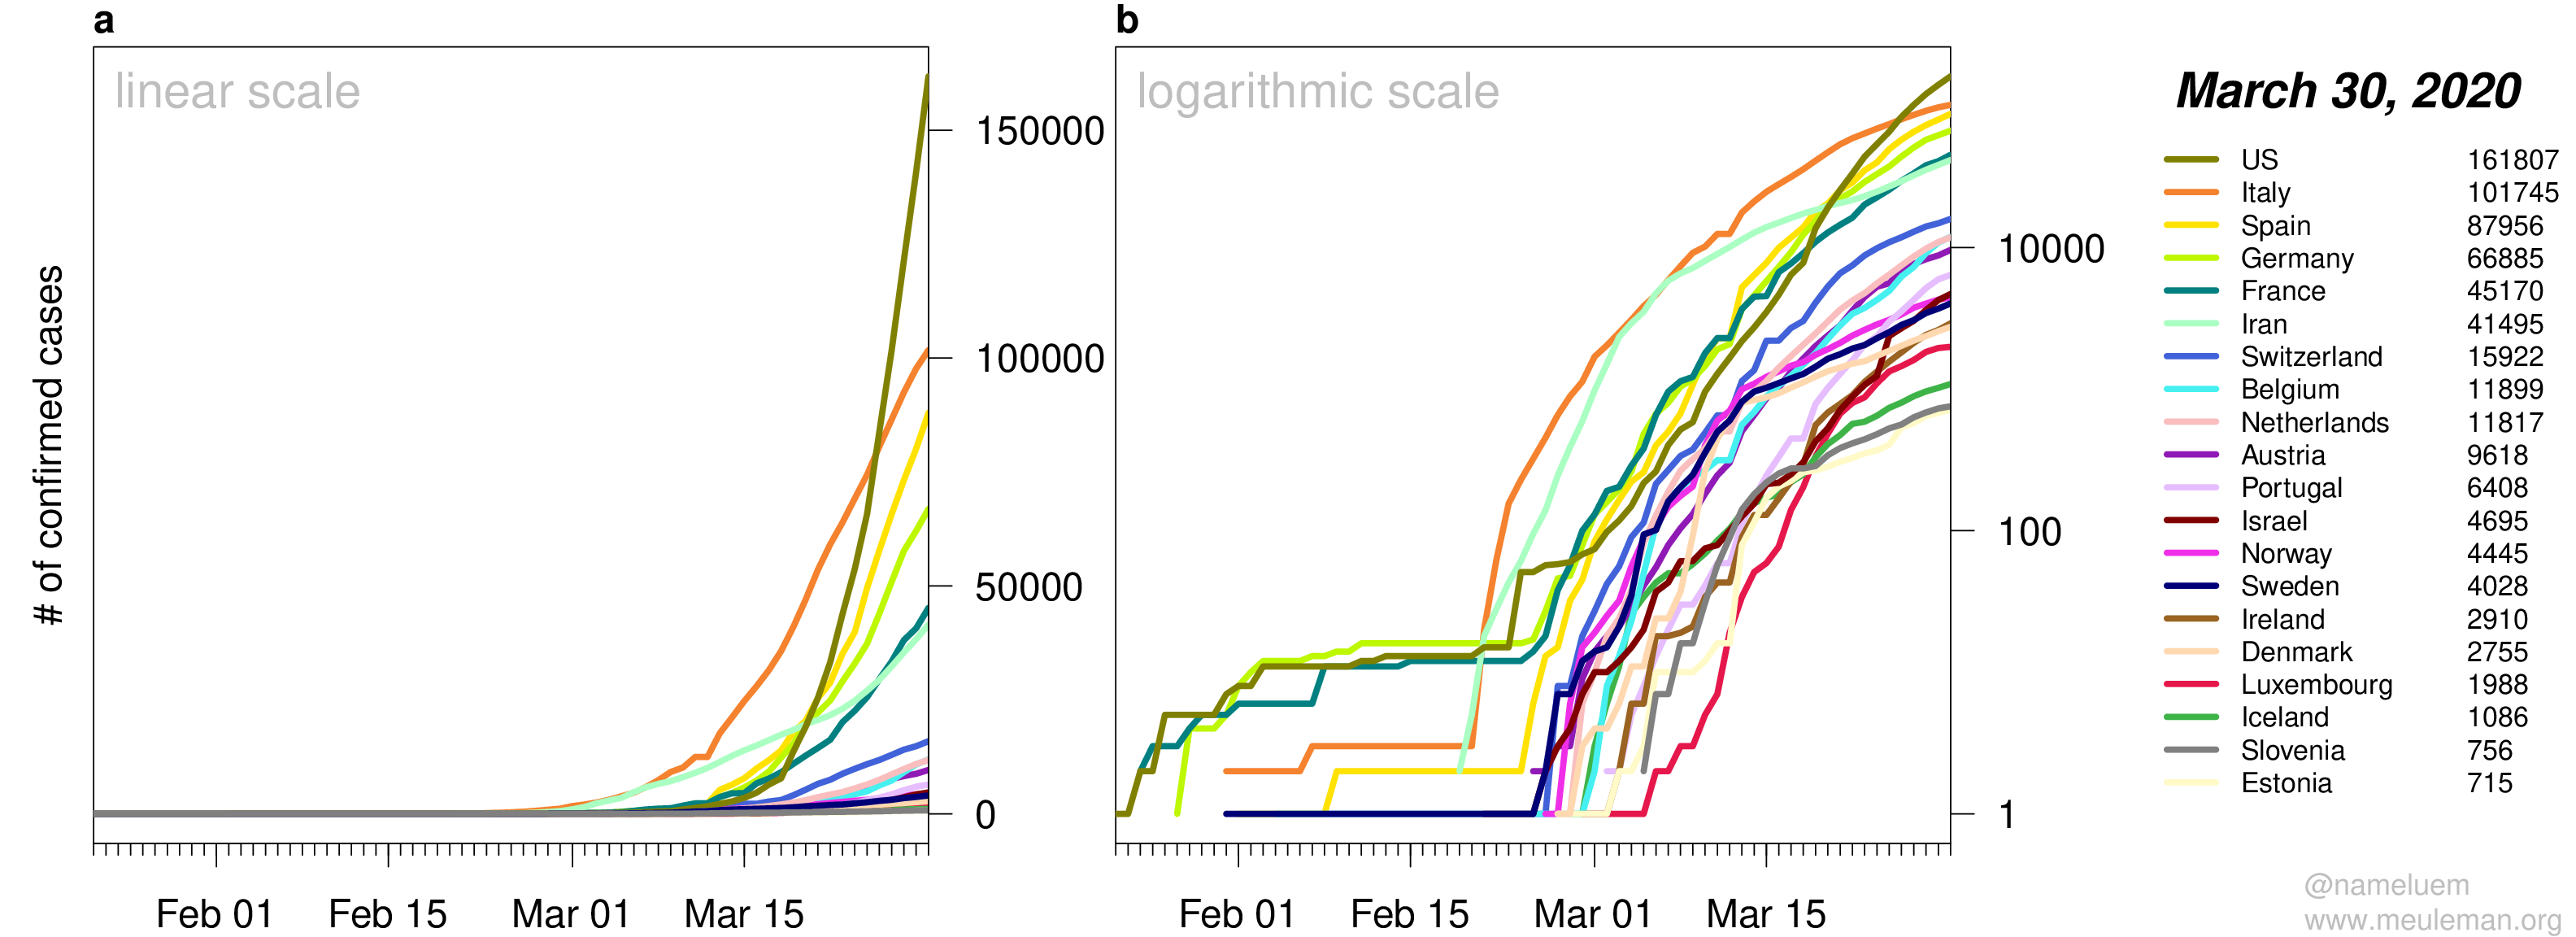 a
linear scale
# of confirmed cases
150000
100000
50000
0
Feb 01 Feb 15 Mar 01 Mar 15
b
logarithmic scale
10000
100
1
Feb 01 Feb 15 Mar 01 Mar 15
March 30, 2020
US 161807
Italy 101745
Spain 87956
Germany 66885
France 45170
Iran 41495
Switzerland 15922
Belgium 11899
Netherlands 11817
Austria 9618
Portugal 6408
Israel 4695
Norway 4445
Sweden 4028
Ireland 2910
Denmark 2755
Luxembourg 1988
Iceland 1086
Slovenia 756
Estonia 715
@nameluem
www.meuleman.org